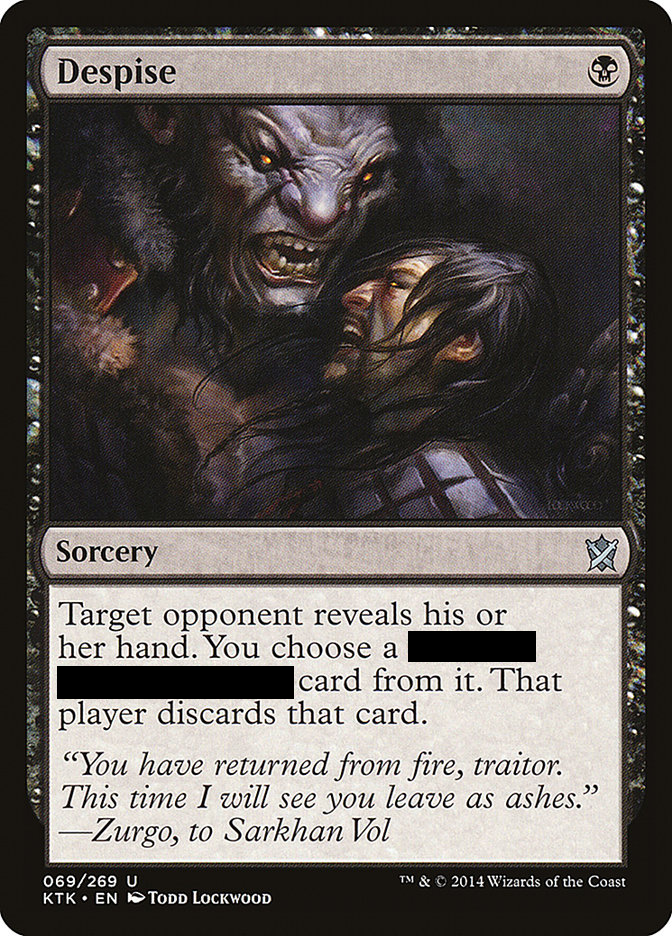 Despise
LOCKWOOD
Sorcery
Target opponent reveals his or
her hand. You choose a
card from it. That
player discards that card.
“You have returned from fire, traitor.
This time I will see you leave as ashes.”
—Zurgo, to Sarkhan Vol
069/269 U
™ & © 2014 Wizards of the Coast
KTK • EN Todd Lockwood